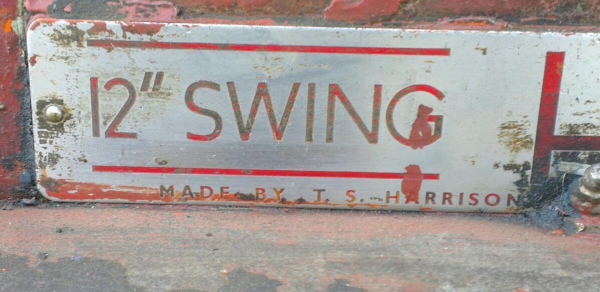 12" SWING
MADE BY T. S. HARRISON